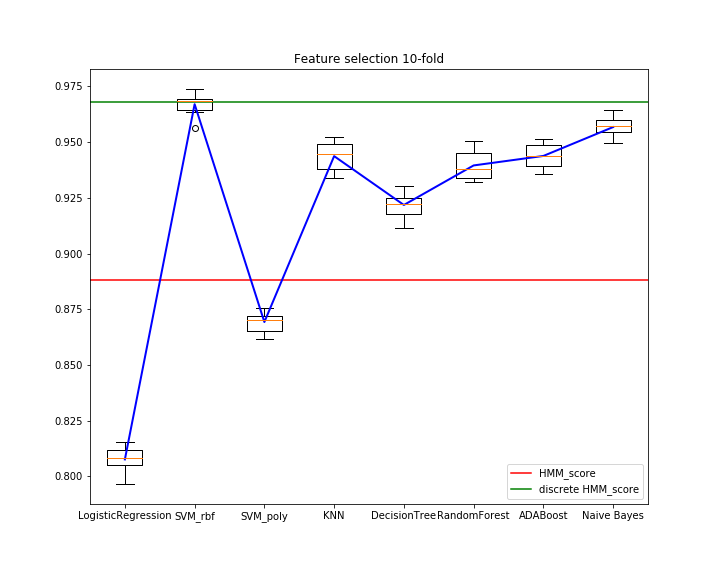 Feature selection 10-fold
0.975
0.950
0.925
0.900
0.875
0.850
0.825
0.800
HMM_score
discrete HMM_score
LogisticRegression SVM_rbf SVM_poly KNN DecisionTree RandomForest ADABoost Naive Bayes